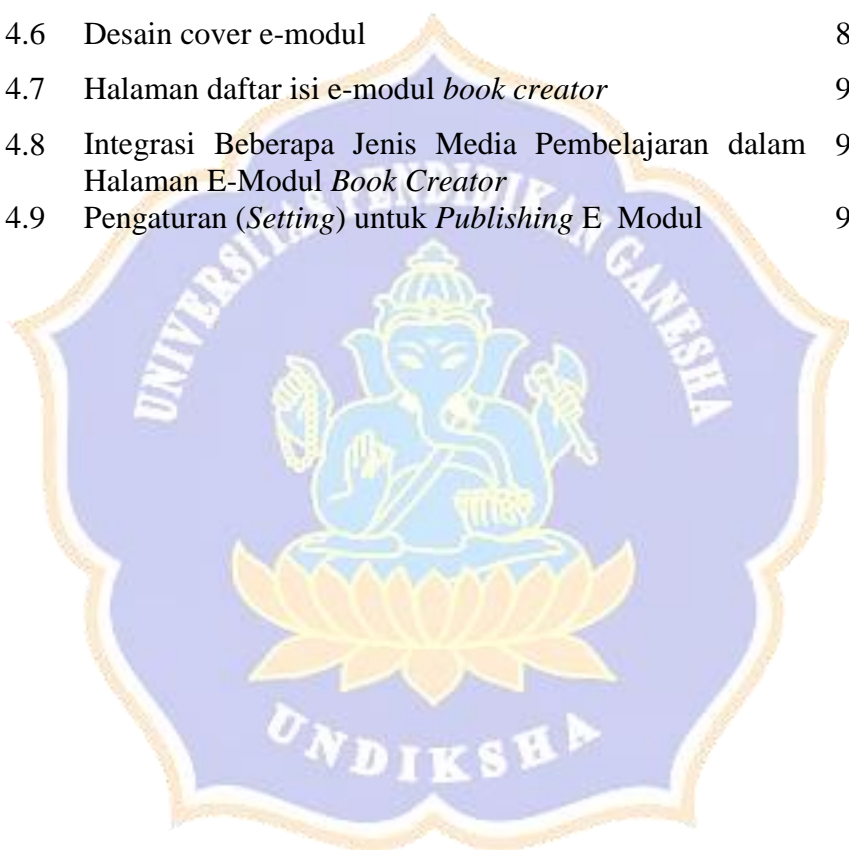 4.6 Desain cover e-modul 8
4.7 Halaman daftar isi e-modul book creator 9
4.8 Integrasi Beberapa Jenis Media Pembelajaran dalam 9
Halaman E-Modul Book Creator
4.9 Pengaturan (Setting) untuk Publishing E Modul 9
UNIVERSITAS PENDIDIKAN GANESHA
UNDIKSHA